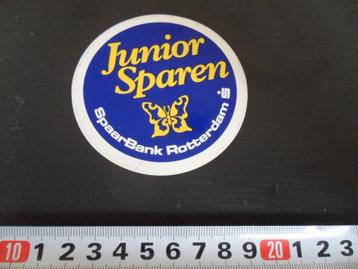 Junior
Sparen
SpaarBank Rotterdam S
10 1 2 3 4 5 6 7 8 9 20 1 2 3